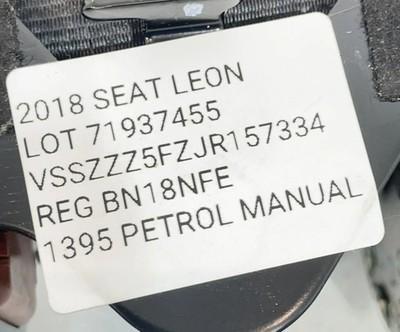 2018 SEAT LEON
LOT 71937455
VSSZZZ5FZJR157334
REG BN18NFE
1395 PETROL MANUAL